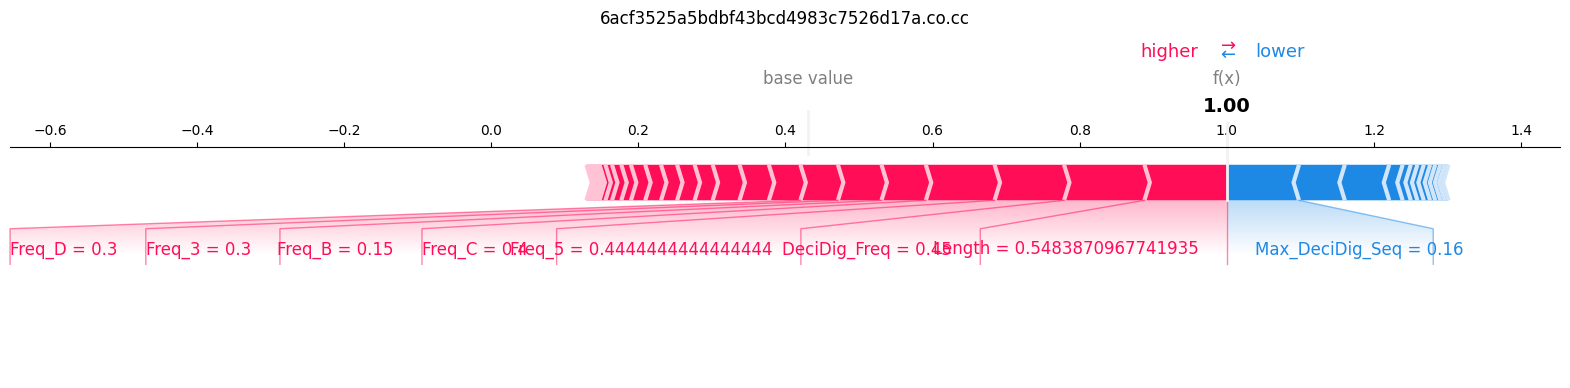 6acf3525a5bdbf43bcd4983c7526d17a.co.cc
higher ⇄ lower
base value f(x)
1.00
−0.6 −0.4 −0.2 0.0 0.2 0.4 0.6 0.8 1.0 1.2 1.4
Freq_D = 0.3 Freq_3 = 0.3 Freq_B = 0.15 Freq_C = 0.4 Freq_5 = 0.4444444444444444 DeciDig_Freq = 0.45 Length = 0.5483870967741935 Max_DeciDig_Seq = 0.16